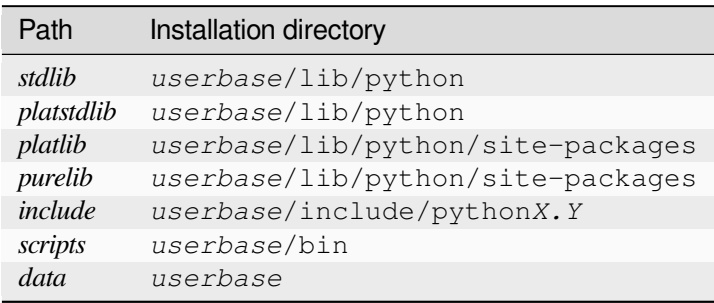 Path Installation directory
stdlib userbase/lib/python
platstdlib userbase/lib/python
platlib userbase/lib/python/site-packages
purelib userbase/lib/python/site-packages
include userbase/include/pythonX.Y
scripts userbase/bin
data userbase